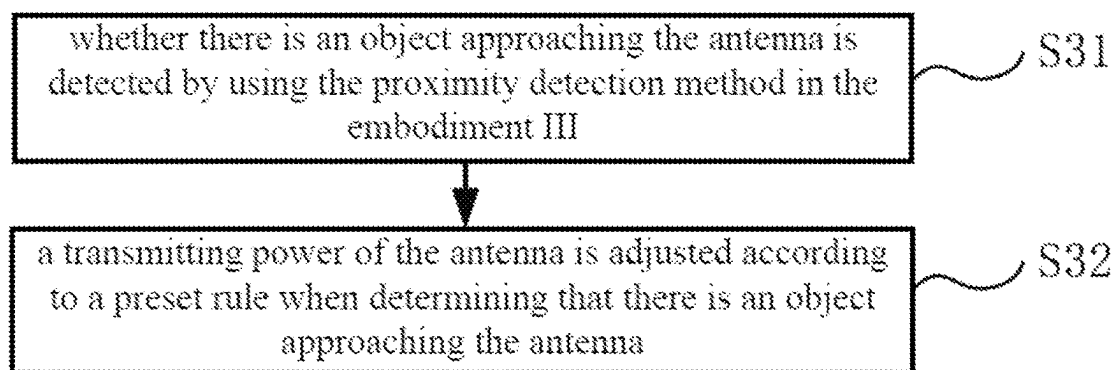 whether there is an object approaching the antenna is
detected by using the proximity detection method in the
embodiment III
S31
a transmitting power of the antenna is adjusted according
to a preset rule when determining that there is an object
approaching the antenna
S32